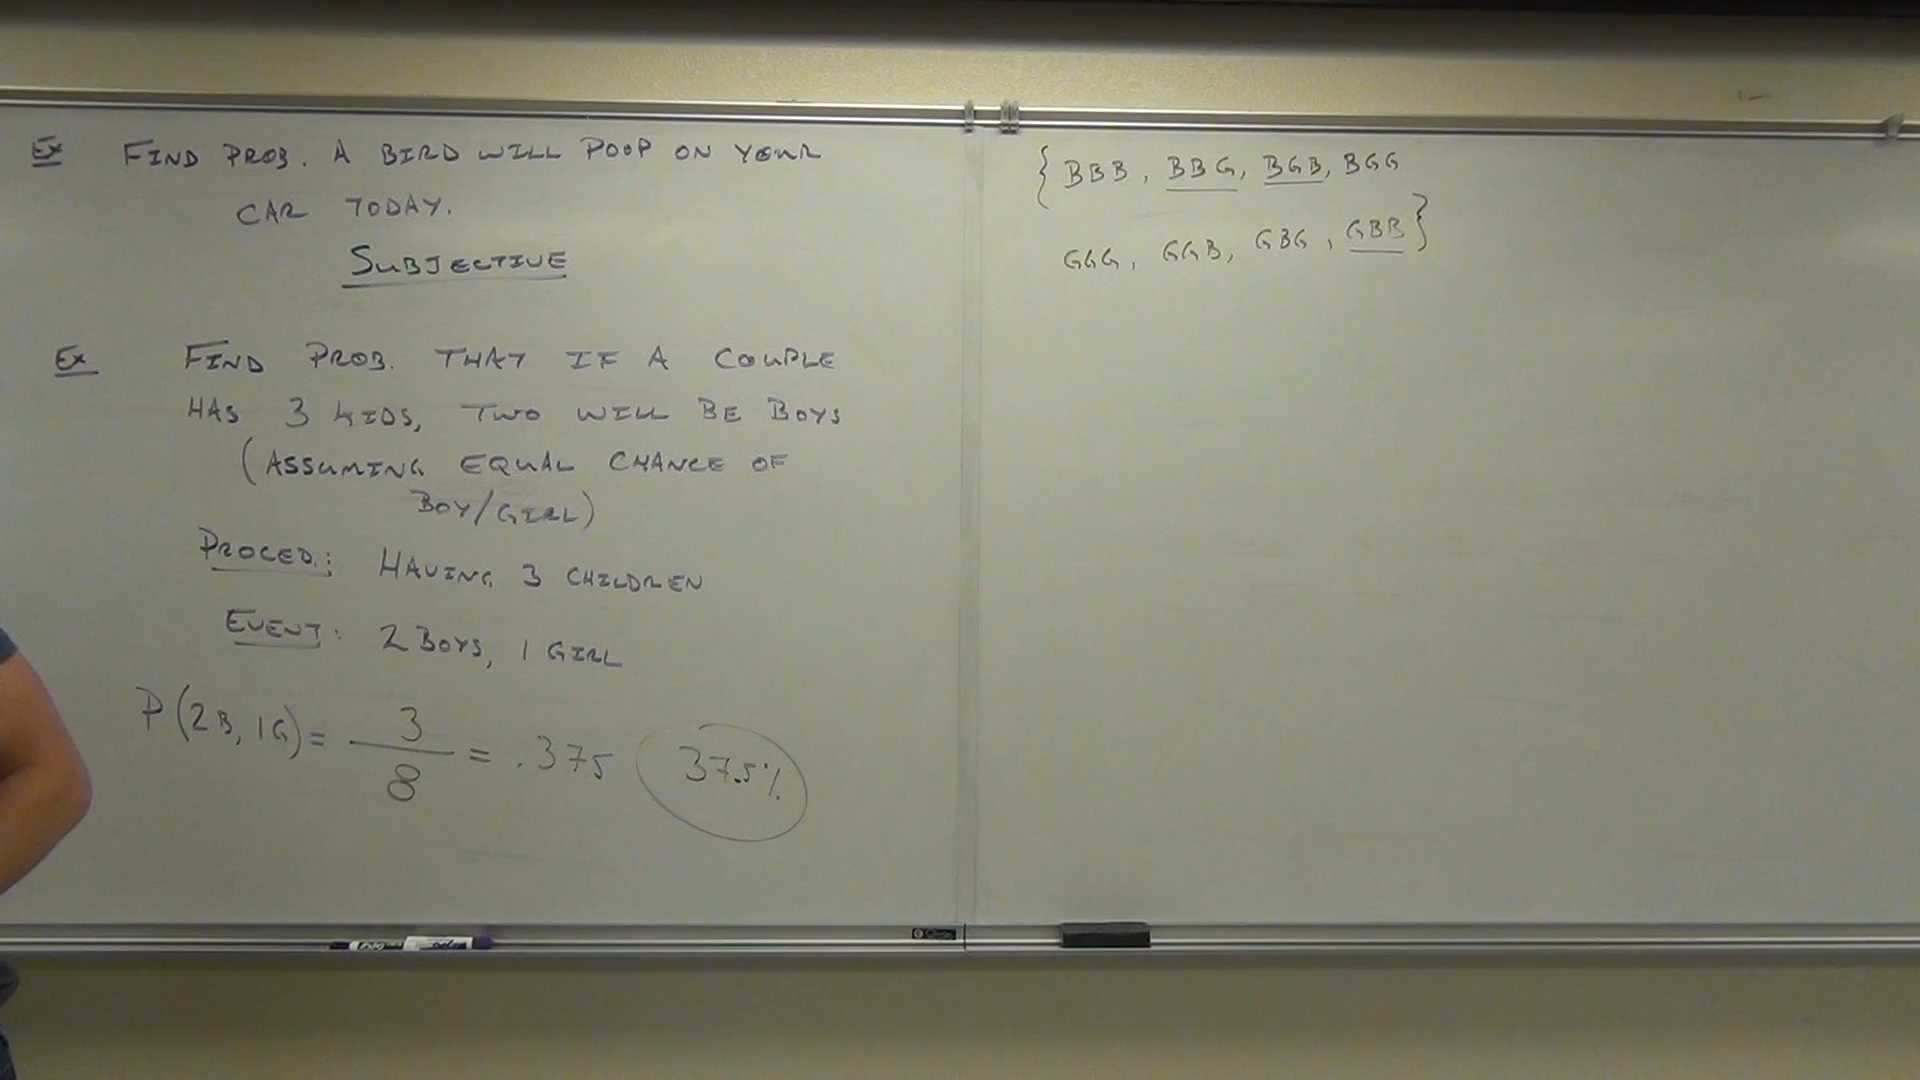 Ex FIND PROB. A BIRD WILL POOP ON YOUR
CAR TODAY.
SUBJECTIVE
Ex FIND PROB. THAT IF A COUPLE
HAS 3 KIDS, TWO WILL BE BOYS
(ASSUMING EQUAL CHANCE OF
BOY/GIRL)
PROCED.: HAVING 3 CHILDREN
EVENT: 2 BOYS, 1 GIRL
P(2B, 1G) = 3/8 = .375 37.5%
{BBB, BBG, BGB, BGG
GGG, GGB, GBG, GBB}